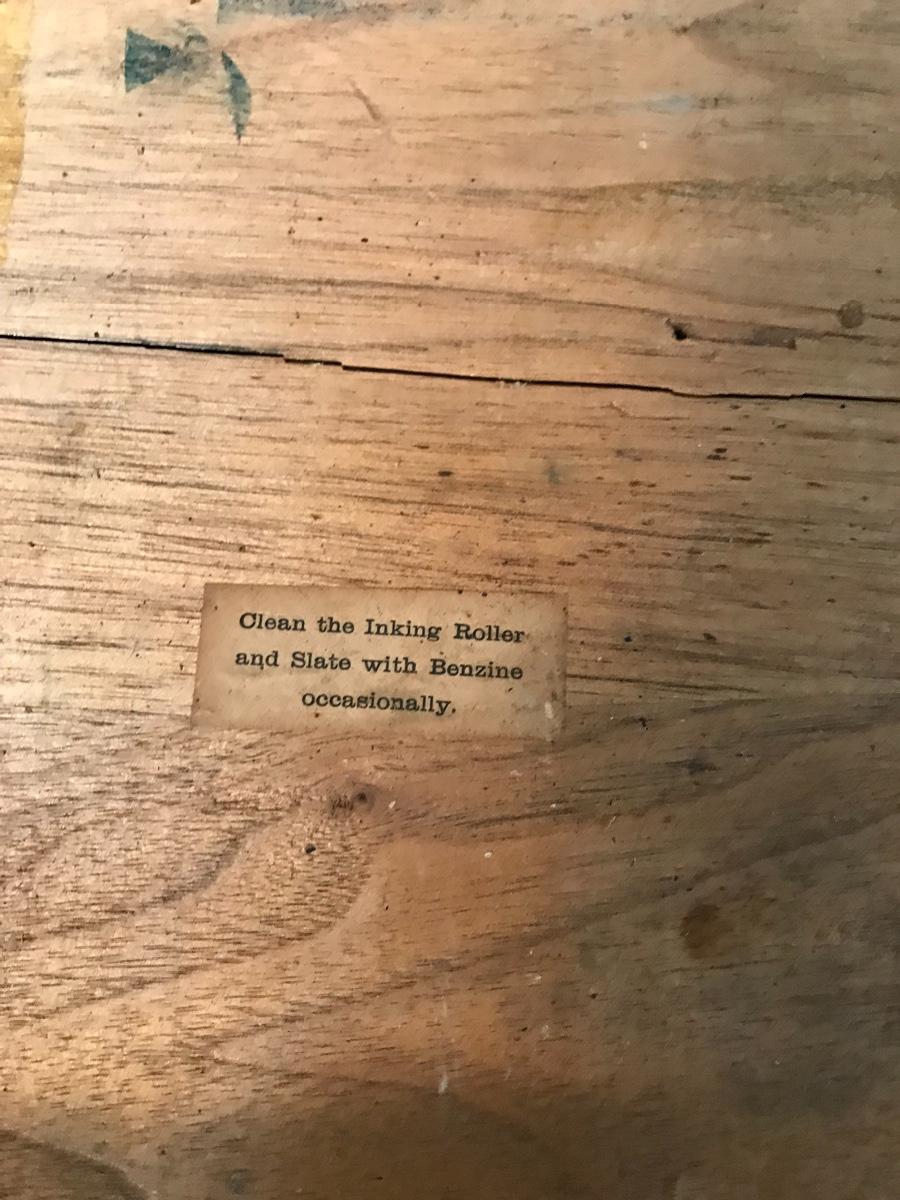 Clean the Inking Roller
and Slate with Benzine
occasionally.